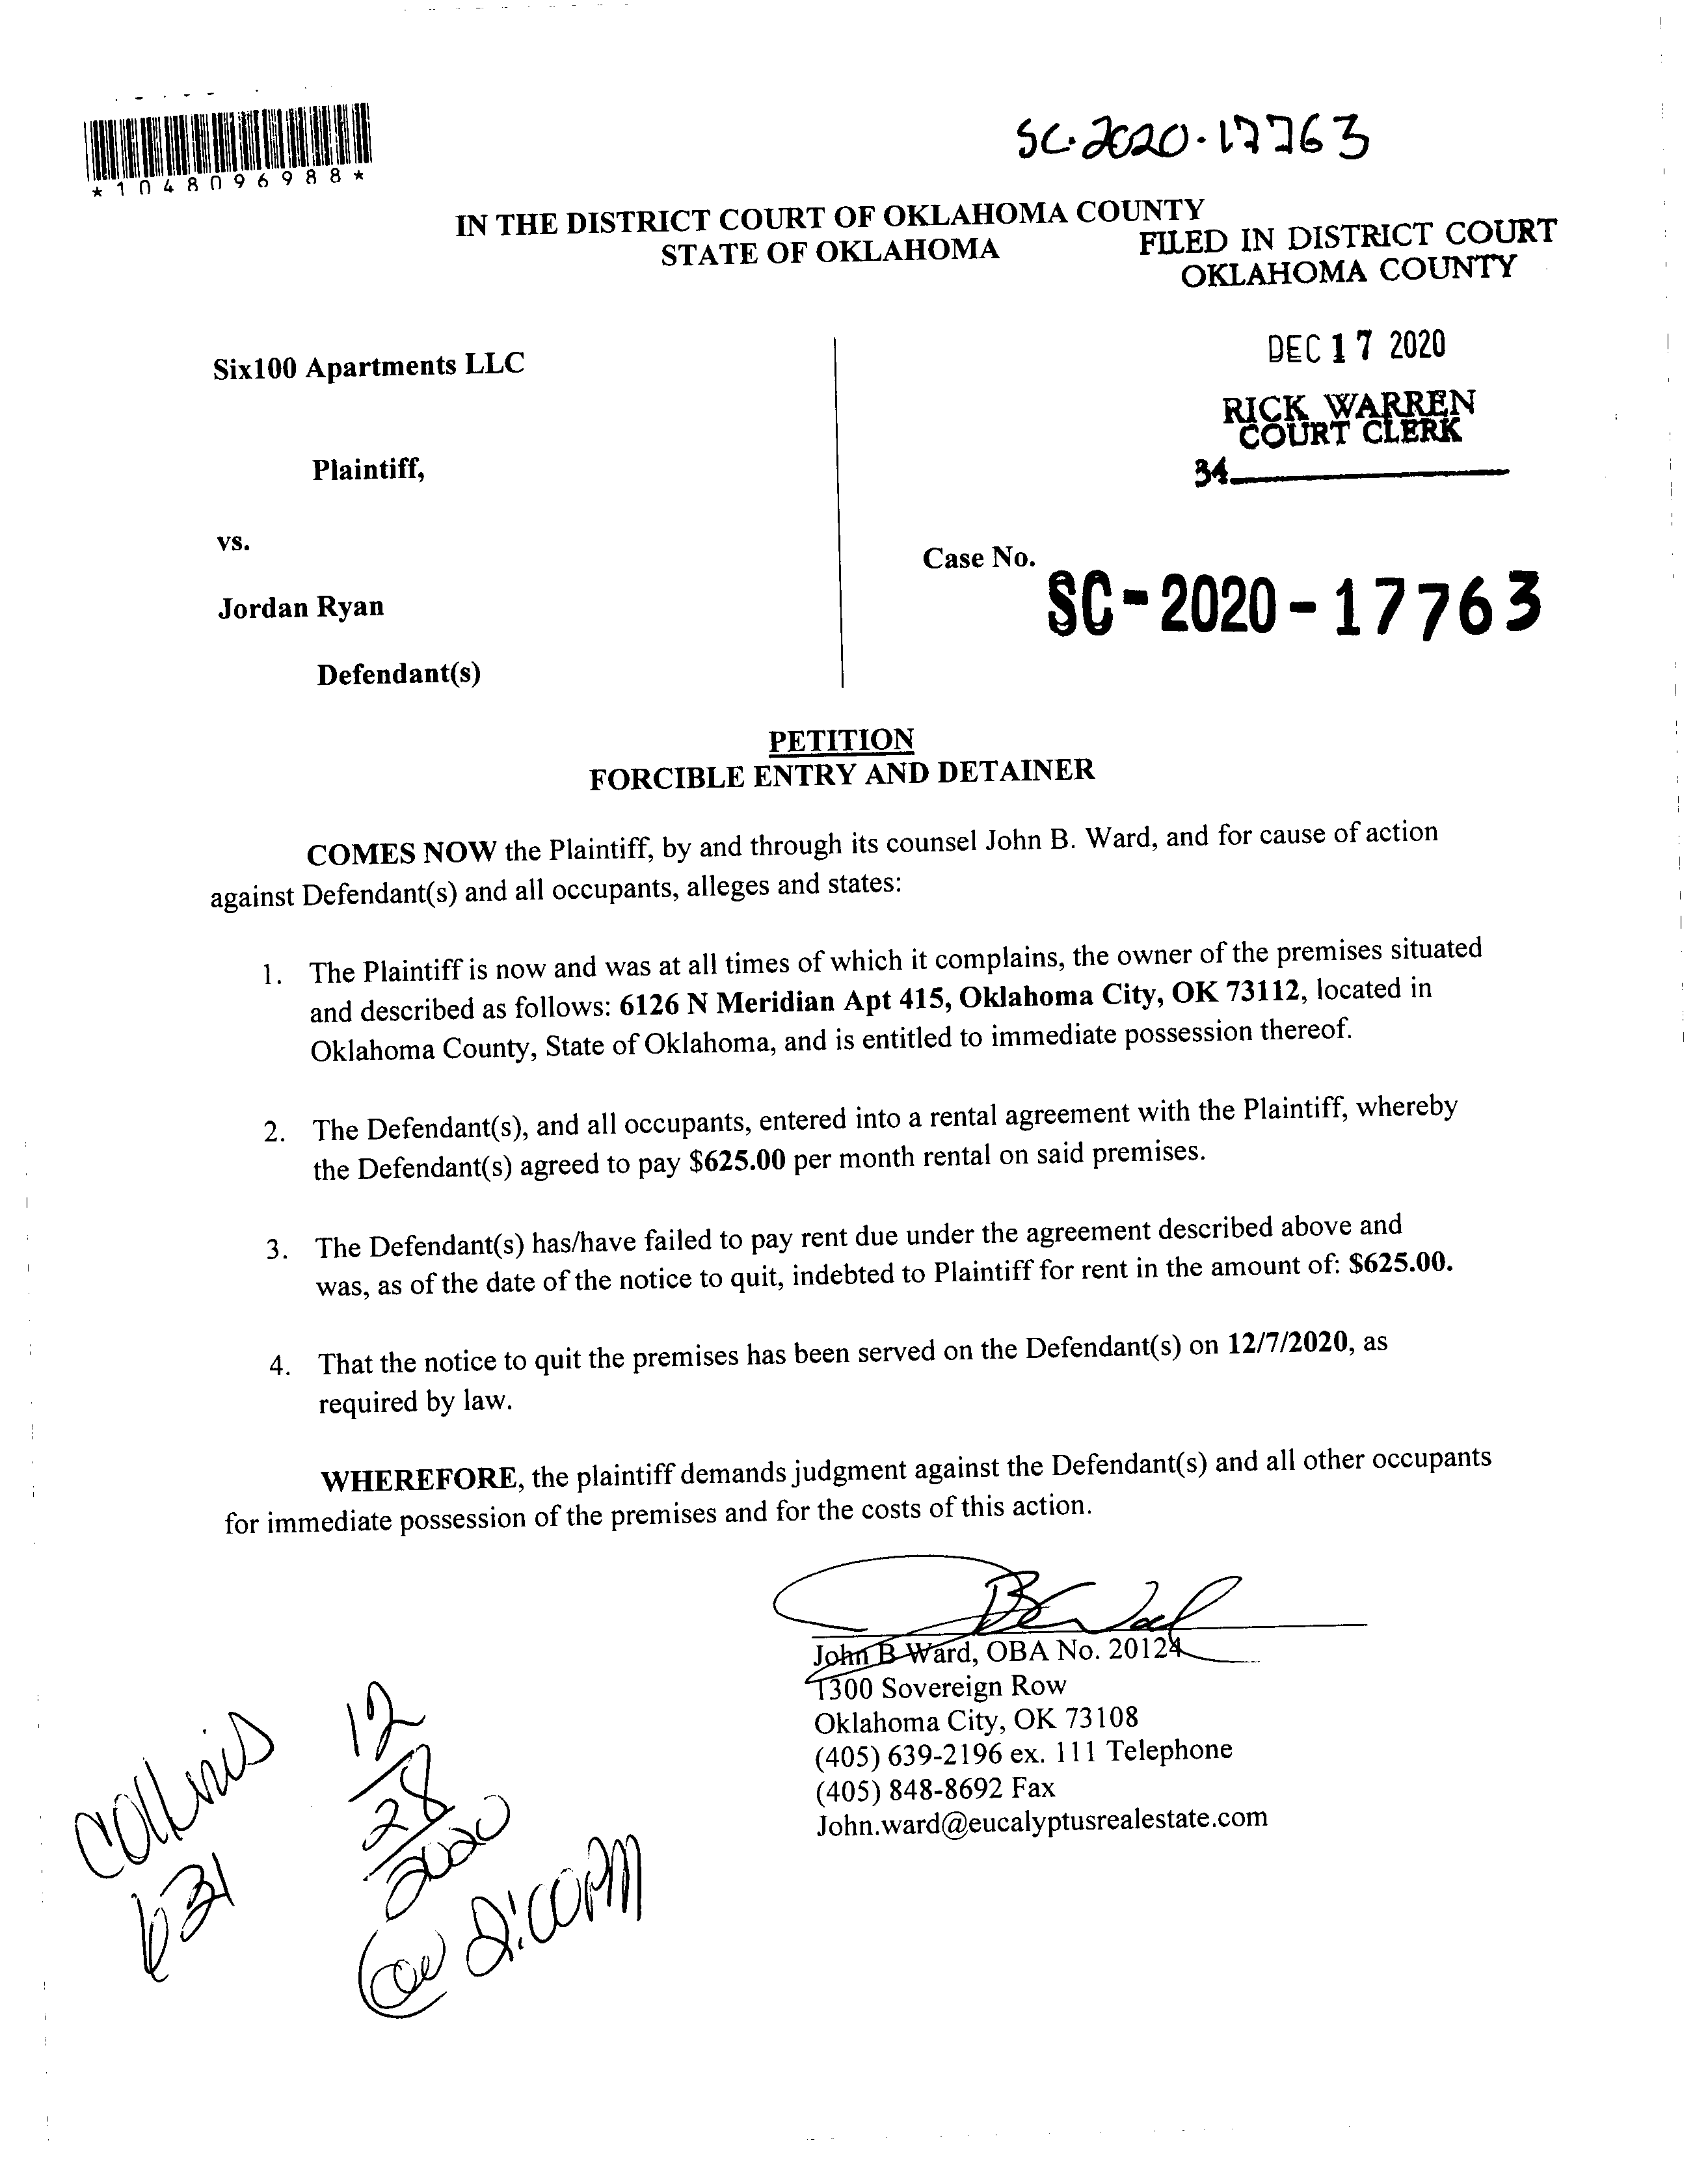 SC-2020-17763
*1048096988*
IN THE DISTRICT COURT OF OKLAHOMA COUNTY
STATE OF OKLAHOMA
FILED IN DISTRICT COURT
OKLAHOMA COUNTY
DEC 17 2020
RICK WARREN
COURT CLERK
34
Six100 Apartments LLC
Plaintiff,
vs.
Jordan Ryan
Defendant(s)
Case No.
SC-2020-17763
PETITION
FORCIBLE ENTRY AND DETAINER
COMES NOW the Plaintiff, by and through its counsel John B. Ward, and for cause of action
against Defendant(s) and all occupants, alleges and states:
1. The Plaintiff is now and was at all times of which it complains, the owner of the premises situated
and described as follows: 6126 N Meridian Apt 415, Oklahoma City, OK 73112, located in
Oklahoma County, State of Oklahoma, and is entitled to immediate possession thereof.
2. The Defendant(s), and all occupants, entered into a rental agreement with the Plaintiff, whereby
the Defendant(s) agreed to pay $625.00 per month rental on said premises.
3. The Defendant(s) has/have failed to pay rent due under the agreement described above and
was, as of the date of the notice to quit, indebted to Plaintiff for rent in the amount of: $625.00.
4. That the notice to quit the premises has been served on the Defendant(s) on 12/7/2020, as
required by law.
WHEREFORE, the plaintiff demands judgment against the Defendant(s) and all other occupants
for immediate possession of the premises and for the costs of this action.
John B Ward, OBA No. 20124
1300 Sovereign Row
Oklahoma City, OK 73108
(405) 639-2196 ex. 111 Telephone
(405) 848-8692 Fax
John.ward@eucalyptusrealestate.com
631
12/28/2020
@ 2:00PM